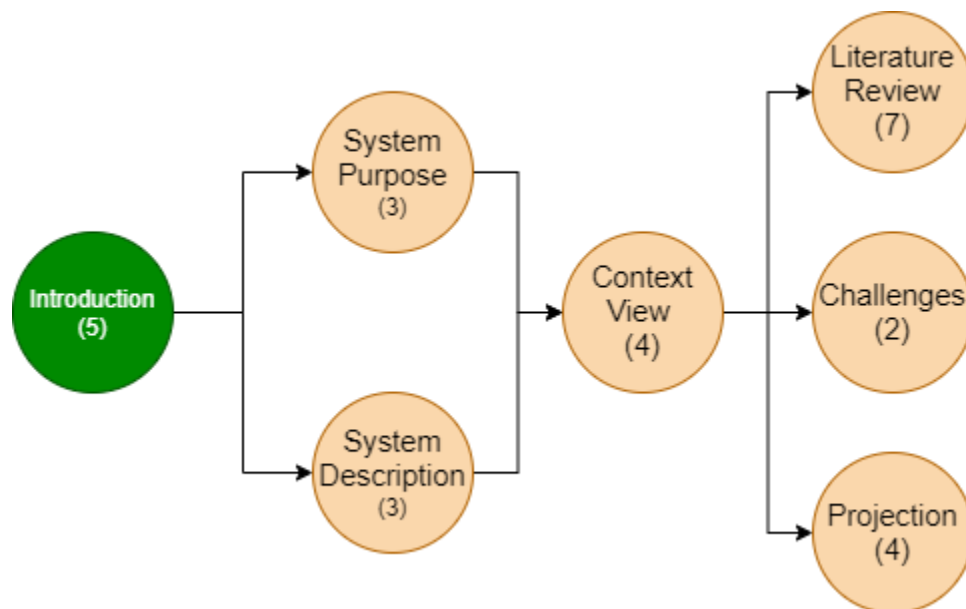 Introduction
(5)
System
Purpose
(3)
System
Description
(3)
Context
View
(4)
Literature
Review
(7)
Challenges
(2)
Projection
(4)